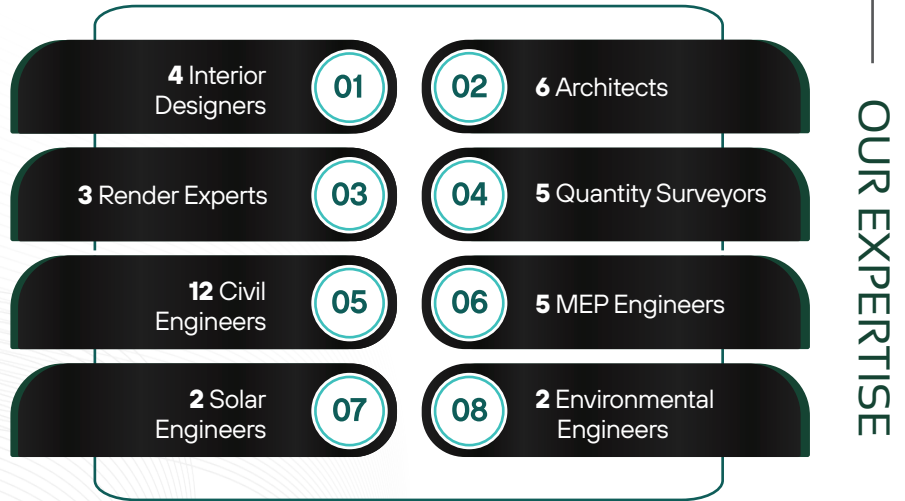 4 Interior
Designers
01
02
6 Architects
3 Render Experts
03
04
5 Quantity Surveyors
12 Civil
Engineers
05
06
5 MEP Engineers
2 Solar
Engineers
07
08
2 Environmental
Engineers
OUR EXPERTISE